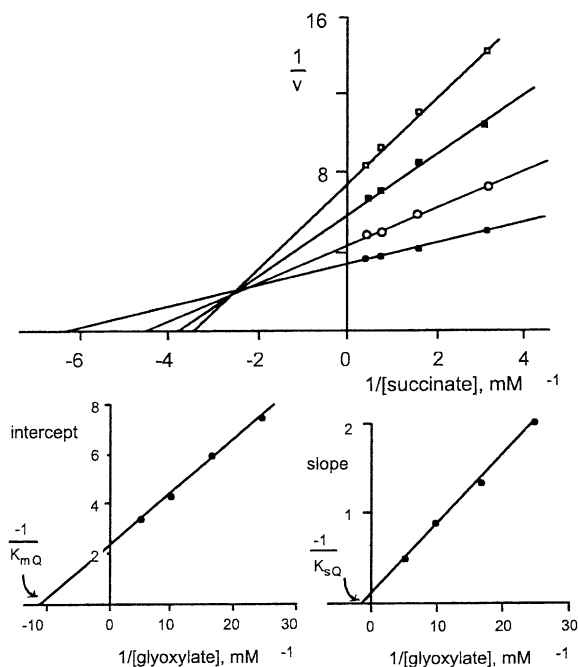 16
1
v
8
-6 -4 -2 0 2 4
1/[succinate], mM -1
8
intercept
6
4
2
-1
KmQ
-10 0 10 20 30
1/[glyoxylate], mM -1
2
slope
1
-1
KsQ
0 10 20 30
1/[glyoxylate], mM -1